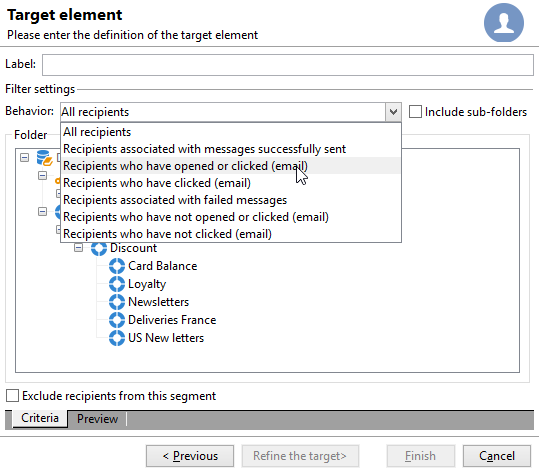 Target element
Please enter the definition of the target element
Label:
Filter settings
Behavior: All recipients Include sub-folders
All recipients
Folder
Recipients associated with messages successfully sent
Recipients who have opened or clicked (email)
Recipients who have clicked (email)
Recipients associated with failed messages
Recipients who have not opened or clicked (email)
Recipients who have not clicked (email)
Discount
Card Balance
Loyalty
Newsletters
Deliveries France
US New letters
Exclude recipients from this segment
Criteria Preview
< Previous Refine the target> Finish Cancel